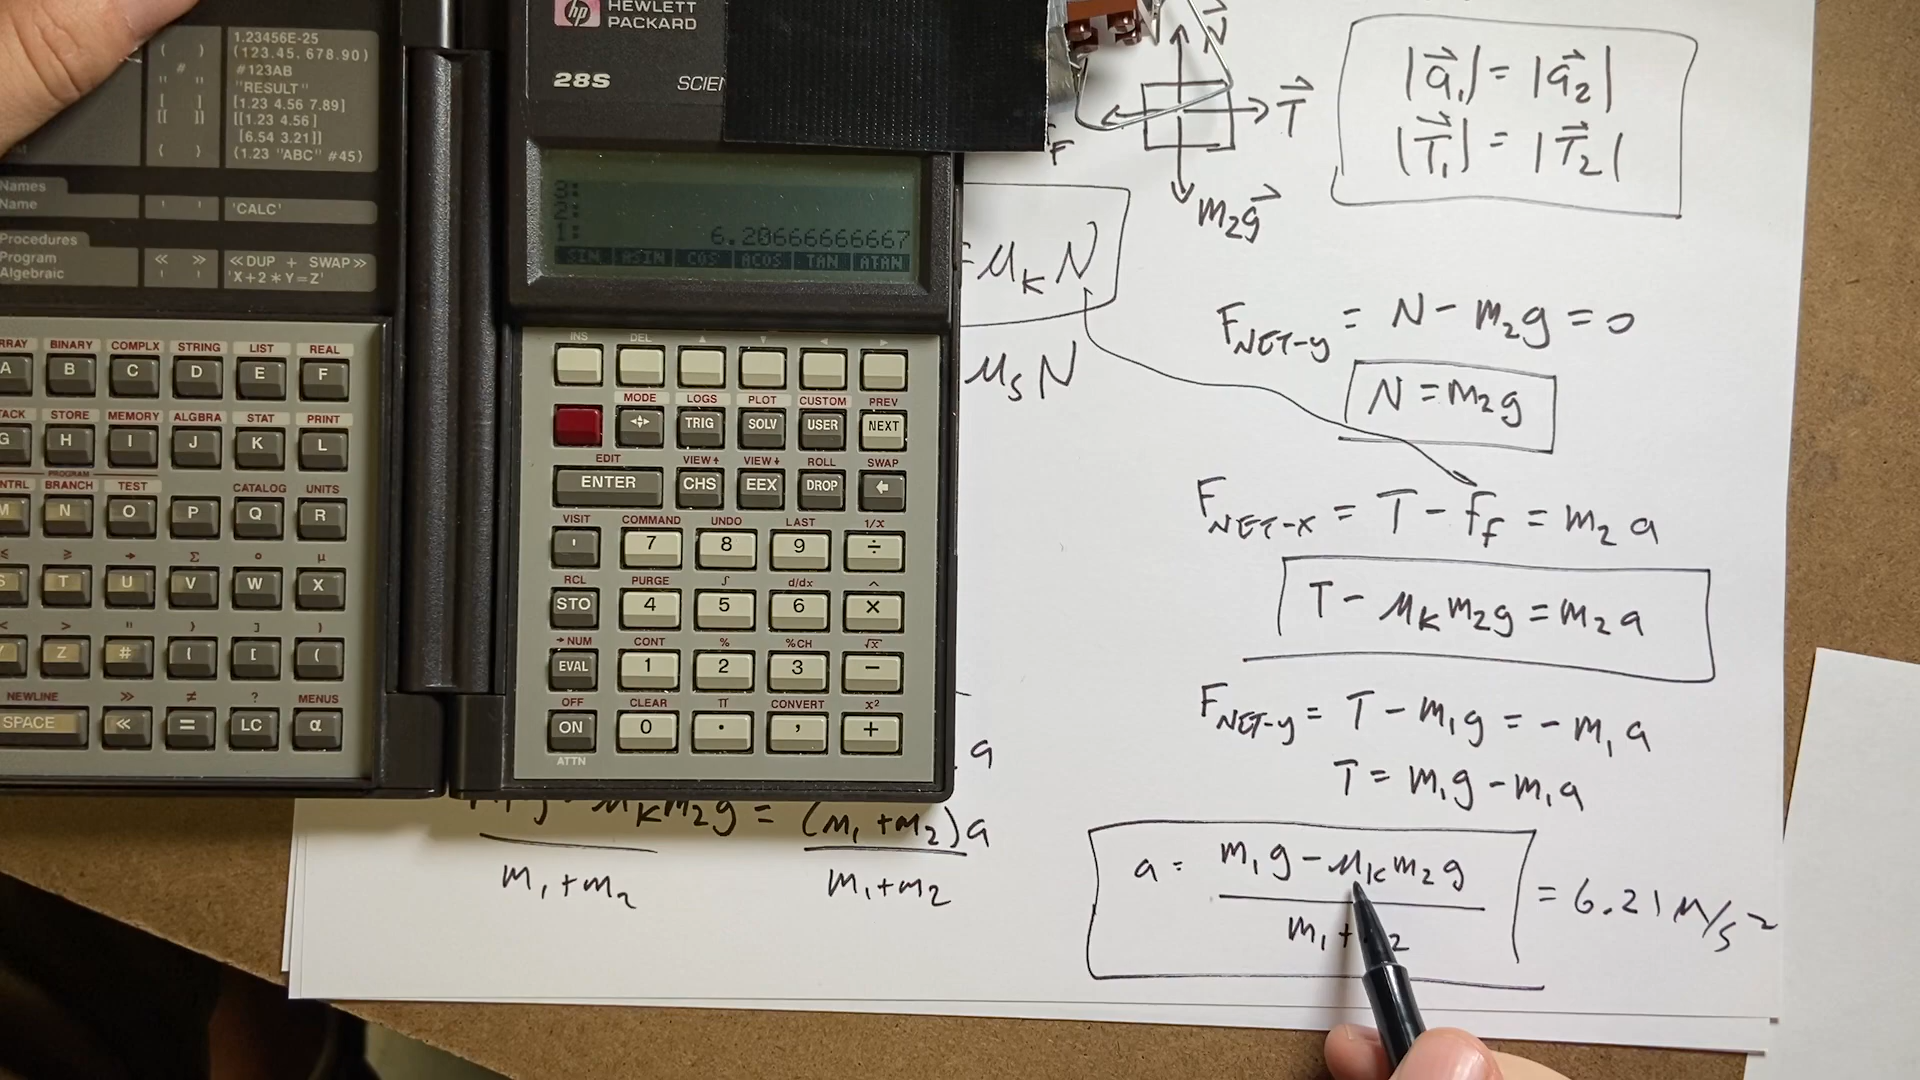 HEWLETT
PACKARD
hp
28S
SCIEN
1.23456E-25
( ) (123.45, 678.90)
# #123AB
" " "RESULT"
[ ] [1.23 4.56 7.89]
[[ ]] [[1.23 4.56]
[6.54 3.21]]
{ } {1.23 "ABC" #45}
Names
Name ' ' 'CALC'
Procedures
Program « » «DUP + SWAP»
Algebraic ' ' 'X+2*Y=Z'
3:
2:
1: 6.20666666667
SIN ASIN COS ACOS TAN ATAN
RRAY BINARY COMPLX STRING LIST REAL
A B C D E F
TACK STORE MEMORY ALGBRA STAT PRINT
G H I J K L
PROGRAM
NTRL BRANCH TEST CATALOG UNITS
M N O P Q R
≤ ≥ → Σ ° μ
S T U V W X
< > " } ] )
Y Z # { [ (
NEWLINE » ≠ ? MENUS
SPACE « = LC α
INS DEL ▲ ▼ ◀ ▶
MODE LOGS PLOT CUSTOM PREV
TRIG SOLV USER NEXT
EDIT VIEW↑ VIEW↓ ROLL SWAP
ENTER CHS EEX DROP ←
VISIT COMMAND UNDO LAST 1/x
' 7 8 9 ÷
RCL PURGE ∫ d/dx ^
STO 4 5 6 ×
→NUM CONT % %CH √x
EVAL 1 2 3 −
OFF CLEAR π CONVERT x²
ON 0 . , +
ATTN
N⃗
T⃗
F
m₂g⃗
|a⃗₁| = |a⃗₂|
|T⃗₁| = |T⃗₂|
= μₖN
μₛN
F_NET-y = N - m₂g = 0
N = m₂g
F_NET-x = T - f_f = m₂a
T - μₖm₂g = m₂a
F_NET-y = T - m₁g = -m₁a
T = m₁g - m₁a
a
μₖm₂g = (m₁+m₂)a
m₁+m₂ m₁+m₂
a = m₁g - μₖm₂g = 6.21 m/s²
m₁+ 2